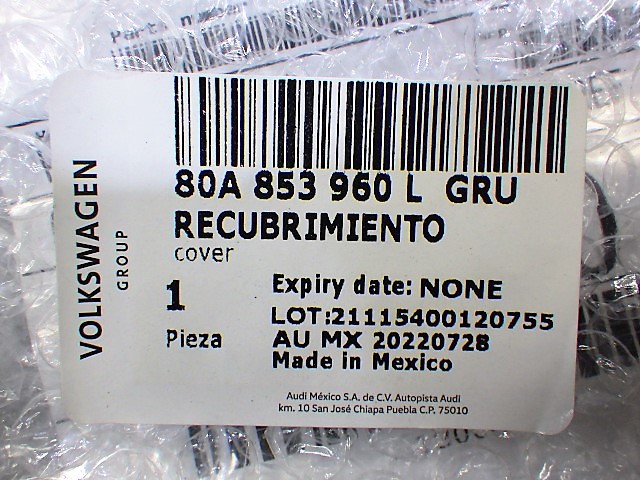 Part
80A 853 960 L GRU
RECUBRIMIENTO
cover
VOLKSWAGEN
GROUP
1
Pieza
Expiry date: NONE
LOT:21115400120755
AU MX 20220728
Made in Mexico
Audi México S.A. de C.V. Autopista Audi
km. 10 San José Chiapa Puebla C.P. 75010